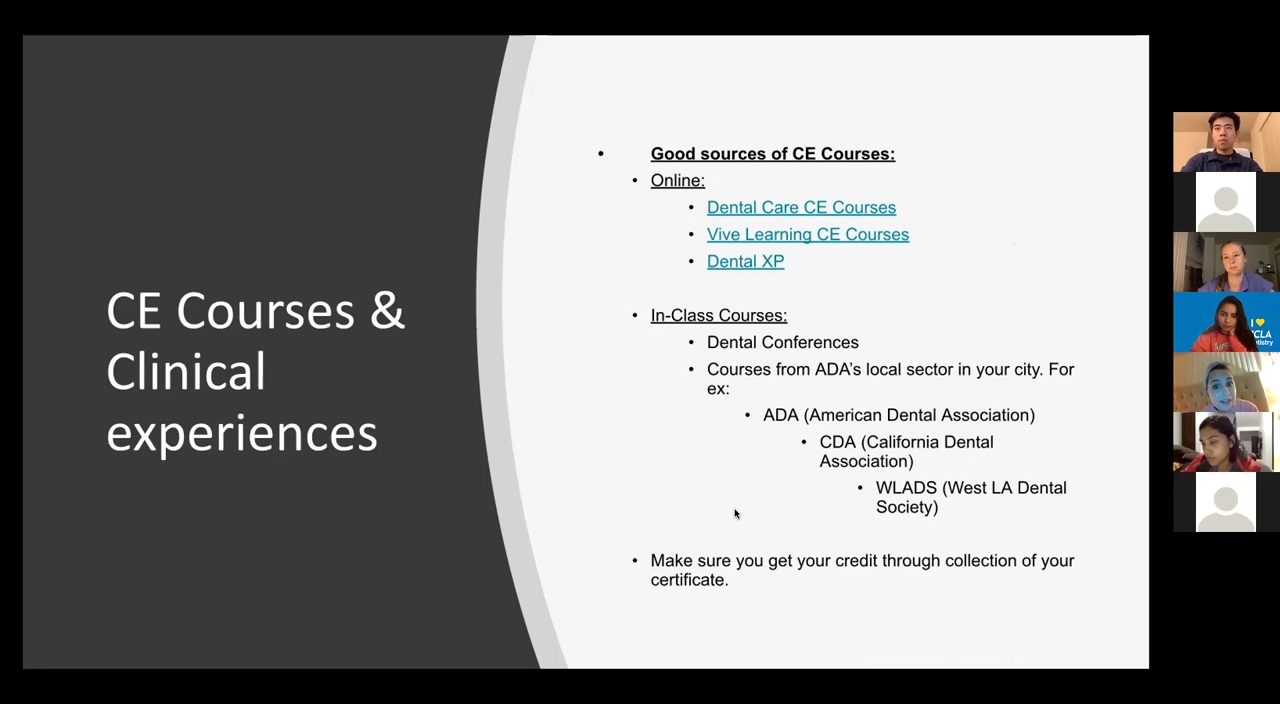 CE Courses &
Clinical
experiences
Good sources of CE Courses:
Online:
Dental Care CE Courses
Vive Learning CE Courses
Dental XP
In-Class Courses:
Dental Conferences
Courses from ADA's local sector in your city. For
ex:
ADA (American Dental Association)
CDA (California Dental
Association)
WLADS (West LA Dental
Society)
Make sure you get your credit through collection of your
certificate.
I 💛